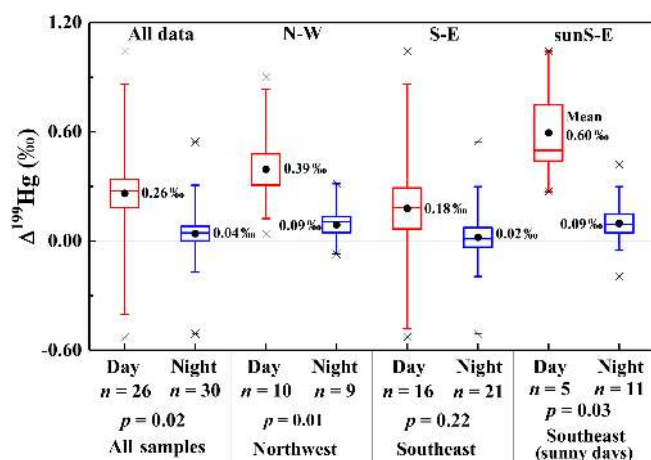 1.20
0.60
0.00
-0.60
Δ¹⁹⁹Hg (‰)
All data N-W S-E sunS-E
0.26‰
0.04‰
0.39‰
0.09‰
0.18‰
0.02‰
Mean
0.60‰
0.09‰
Day Night Day Night Day Night Day Night
n = 26 n = 30 n = 10 n = 9 n = 16 n = 21 n = 5 n = 11
p = 0.02 p = 0.01 p = 0.22 p = 0.03
All samples Northwest Southeast Southeast
(sunny days)